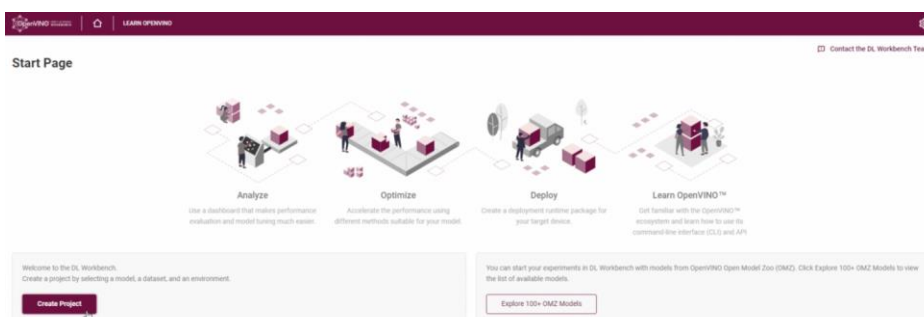 OpenVINO
LEARN OPENVINO
Contact the DL Workbench Tea
Start Page
Analyze
Use a dashboard that makes performance
evaluation and model tuning much easier.
Optimize
Accelerate the performance using
different methods suitable for your model.
Deploy
Create a deployment runtime package for
your target device.
Learn OpenVINO™
Get familiar with the OpenVINO™
ecosystem and learn how to use its
command-line interface (CLI) and API
Welcome to the DL Workbench.
Create a project by selecting a model, a dataset, and an environment.
Create Project
You can start your experiments in DL Workbench with models from OpenVINO Open Model Zoo (OMZ). Click Explore 100+ OMZ Models to view
the list of available models.
Explore 100+ OMZ Models